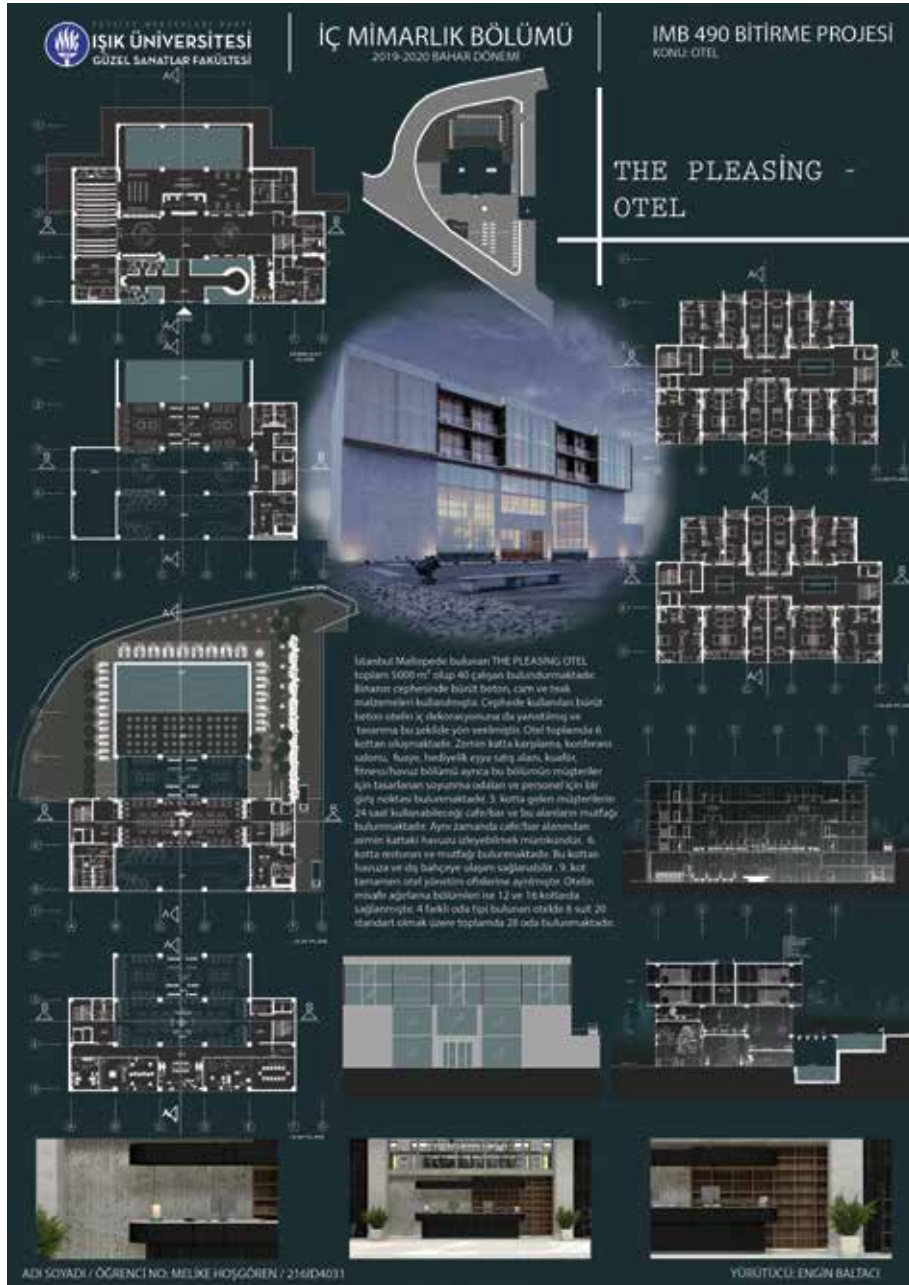 IŞIK ÜNİVERSİTESİ
GÜZEL SANATLAR FAKÜLTESİ
İÇ MİMARLIK BÖLÜMÜ
2019-2020 BAHAR DÖNEMİ
IMB 490 BİTİRME PROJESİ
KONU: OTEL
THE PLEASİNG -
OTEL
İstanbul Maltepede bulunan THE PLEASING OTEL
toplam 5000 m² olup 40 çalışan bulundurmaktadır.
Binanın cephesinde bürüt beton, cam ve teak
malzemeleri kullanılmıştır. Cephede kullanılan bürüt
beton otelin iç dekorasyonuna da yansıtılmış ve
tasarıma bu şekilde yön verilmiştir. Otel toplamda 6
kottan oluşmaktadır. Zemin katta karşılama, konferans
salonu, fuaye, hediyelik eşya satış alanı, kuaför,
fitness/havuz bölümü ayrıca bu bölümün müşteriler
için tasarlanan soyunma odaları ve personel için bir
giriş noktası bulunmaktadır. 3. kotta gelen müşterilerin
24 saat kullanabileceği cafe/bar ve bu alanların mutfağı
bulunmaktadır. Aynı zamanda cafe/bar alanından
zemin kattaki havuzu izleyebilmek mümkündür. 6.
kotta restoran ve mutfağı bulunmaktadır. Bu kottan
havuza ve dış bahçeye ulaşım sağlanabilir. 9. kot
tamamen otel yönetim ofislerine ayrılmıştır. Otelin
misafir ağırlama bölümleri ise 12 ve 16 kotlarda
sağlanmıştır. 4 farklı oda tipi bulunan otelde 8 suit 20
standart olmak üzere toplamda 28 oda bulunmaktadır.
ADI SOYADI / ÖĞRENCİ NO: MELİKE HOŞGÖREN / 216ID4031
YÜRÜTÜCÜ: ENGİN BALTACI